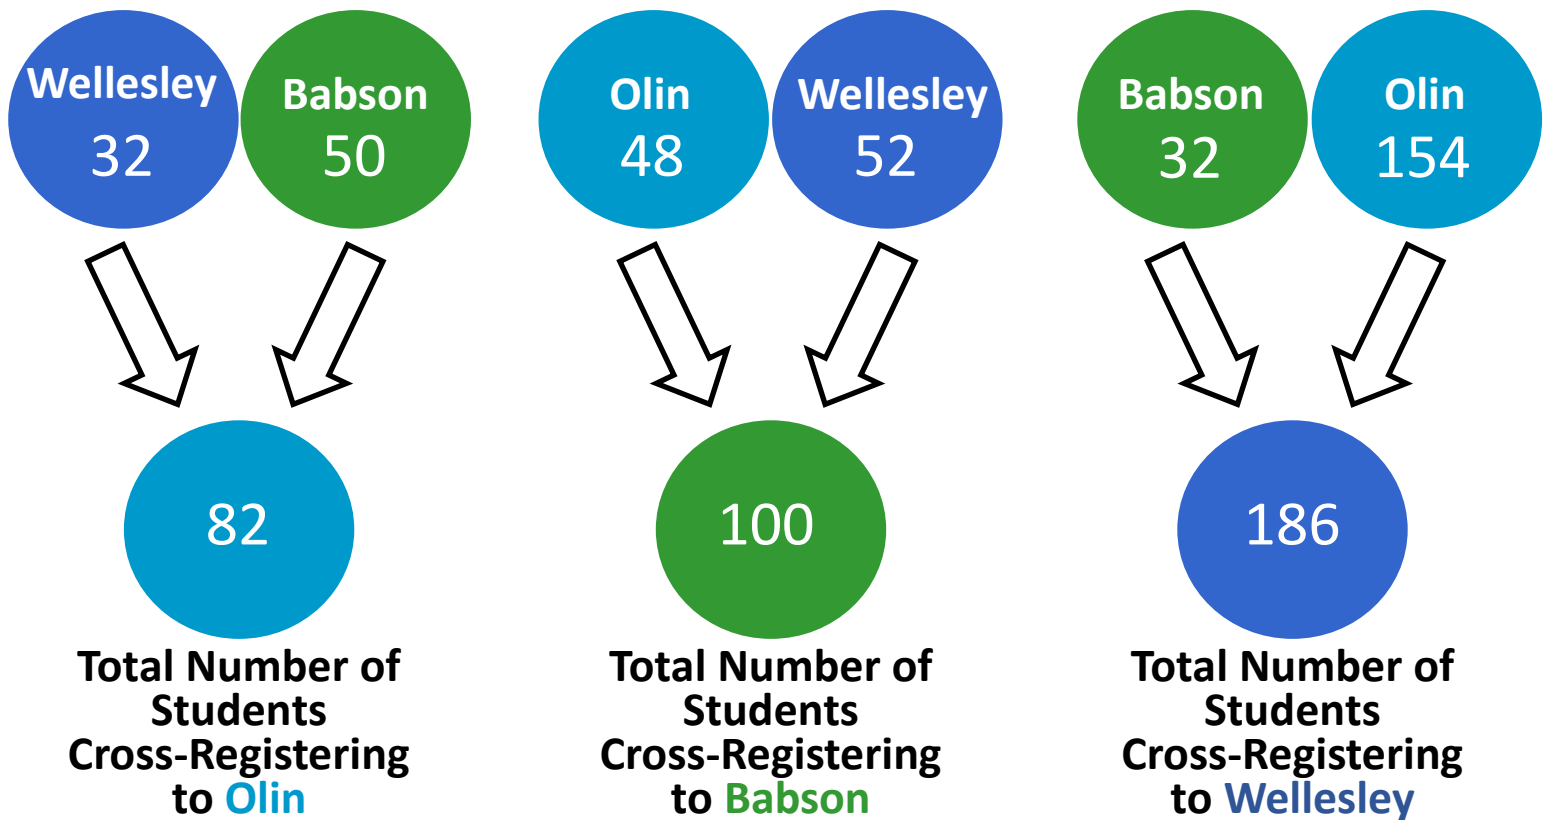 Wellesley
32
Babson
50
Olin
48
Wellesley
52
Babson
32
Olin
154
82
100
186
Total Number of
Students
Cross-Registering
to Olin
Total Number of
Students
Cross-Registering
to Babson
Total Number of
Students
Cross-Registering
to Wellesley